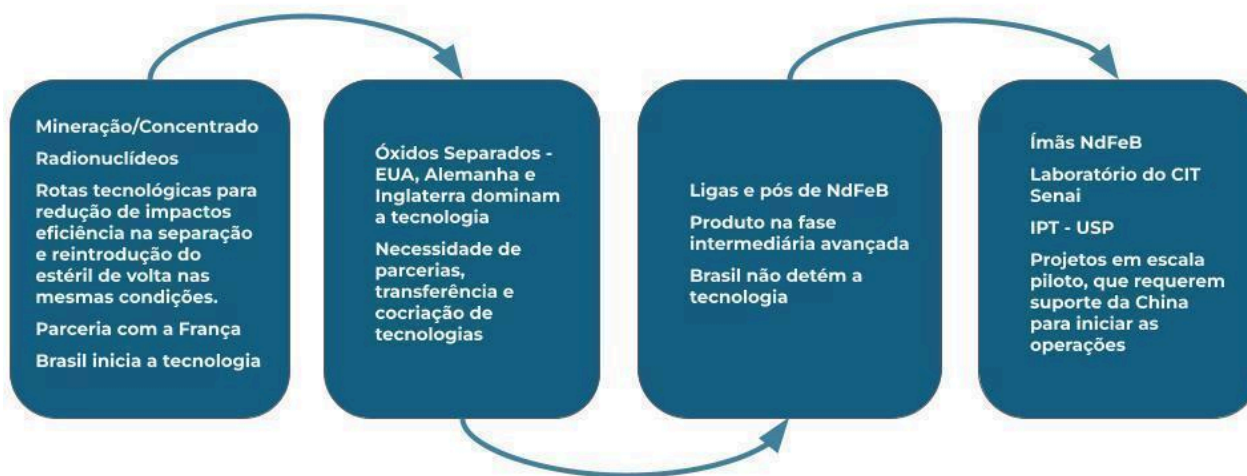 Mineração/Concentrado
Radionuclídeos
Rotas tecnológicas para
redução de impactos
eficiência na separação
e reintrodução do
estéril de volta nas
mesmas condições.
Parceria com a França
Brasil inicia a tecnologia
Óxidos Separados -
EUA, Alemanha e
Inglaterra dominam
a tecnologia
Necessidade de
parcerias,
transferência e
cocriação de
tecnologias
Ligas e pós de NdFeB
Produto na fase
intermediária avançada
Brasil não detém a
tecnologia
Ímãs NdFeB
Laboratório do CIT
Senai
IPT - USP
Projetos em escala
piloto, que requerem
suporte da China
para iniciar as
operações